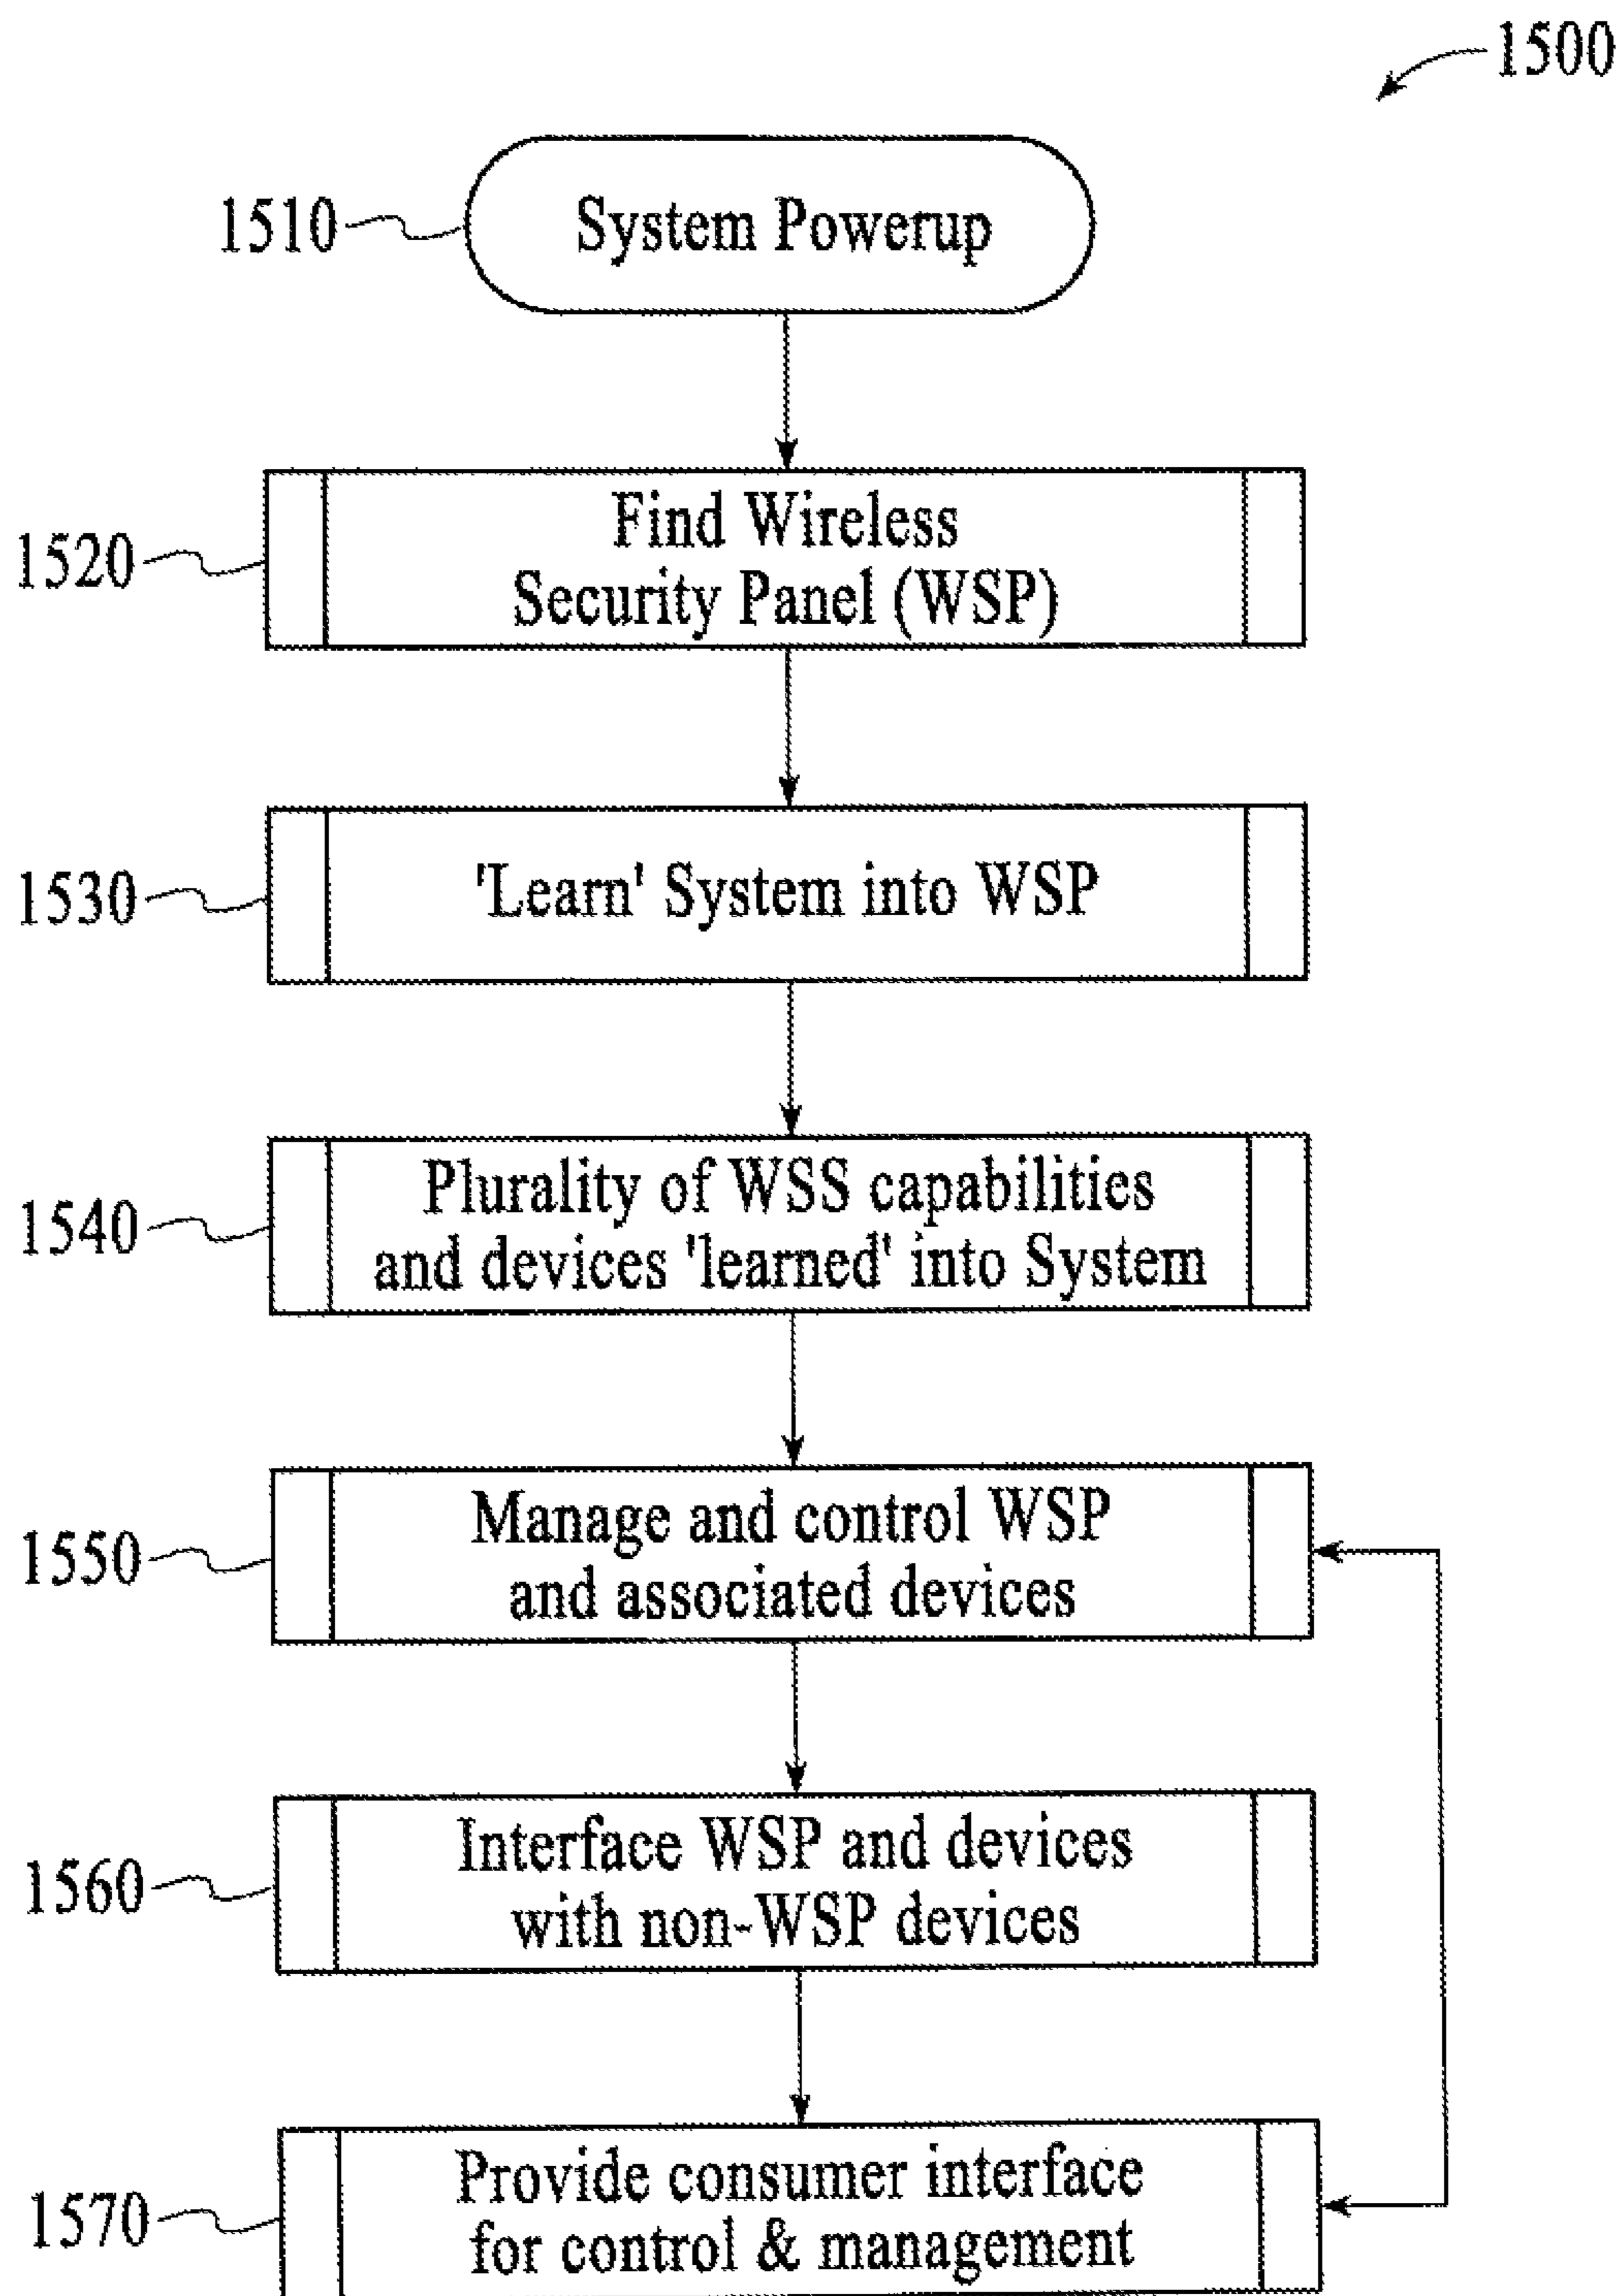 1500
1510
System Powerup
1520
Find Wireless
Security Panel (WSP)
1530
'Learn' System into WSP
1540
Plurality of WSS capabilities
and devices 'learned' into System
1550
Manage and control WSP
and associated devices
1560
Interface WSP and devices
with non-WSP devices
1570
Provide consumer interface
for control & management